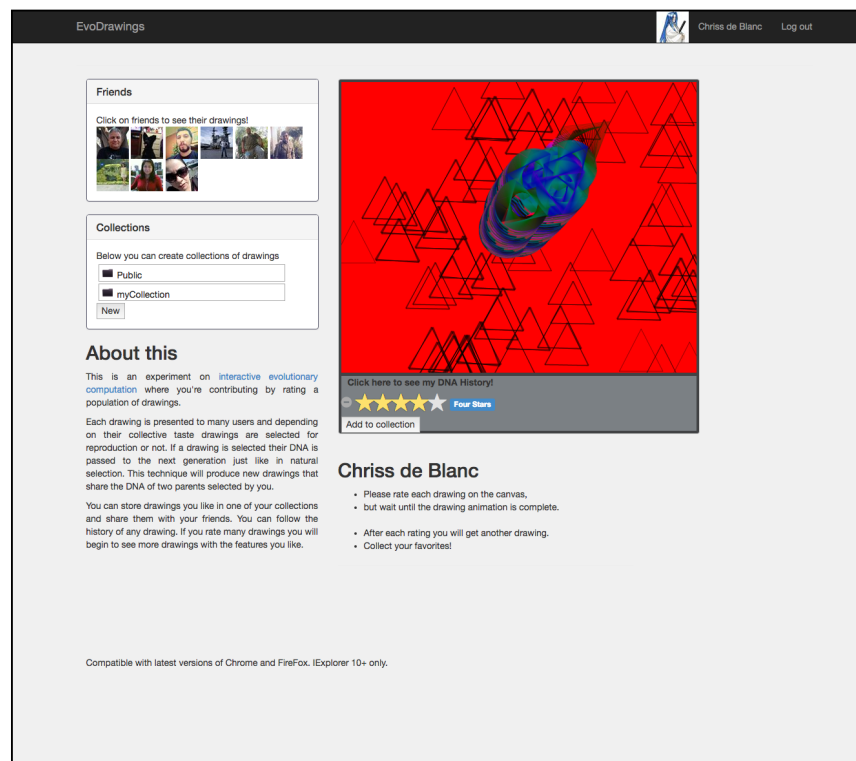 EvoDrawings
Chriss de Blanc
Log out
Friends
Click on friends to see their drawings!
Collections
Below you can create collections of drawings
Public
myCollection
New
About this
This is an experiment on interactive evolutionary
computation where you're contributing by rating a
population of drawings.
Each drawing is presented to many users and depending
on their collective taste drawings are selected for
reproduction or not. If a drawing is selected their DNA is
passed to the next generation just like in natural
selection. This technique will produce new drawings that
share the DNA of two parents selected by you.
You can store drawings you like in one of your collections
and share them with your friends. You can follow the
history of any drawing. If you rate many drawings you will
begin to see more drawings with the features you like.
Click here to see my DNA History!
Four Stars
Add to collection
Chriss de Blanc
• Please rate each drawing on the canvas,
• but wait until the drawing animation is complete.
• After each rating you will get another drawing.
• Collect your favorites!
Compatible with latest versions of Chrome and FireFox. IExplorer 10+ only.